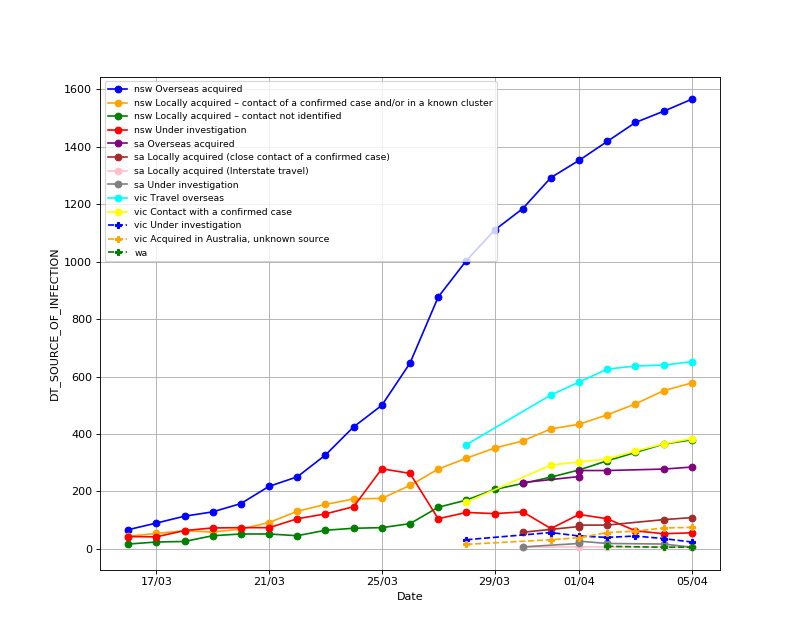 1600
1400
1200
1000
800
600
400
200
0
DT_SOURCE_OF_INFECTION
nsw Overseas acquired
nsw Locally acquired – contact of a confirmed case and/or in a known cluster
nsw Locally acquired – contact not identified
nsw Under investigation
sa Overseas acquired
sa Locally acquired (close contact of a confirmed case)
sa Locally acquired (Interstate travel)
sa Under investigation
vic Travel overseas
vic Contact with a confirmed case
vic Under investigation
vic Acquired in Australia, unknown source
wa
17/03 21/03 25/03 29/03 01/04 05/04
Date